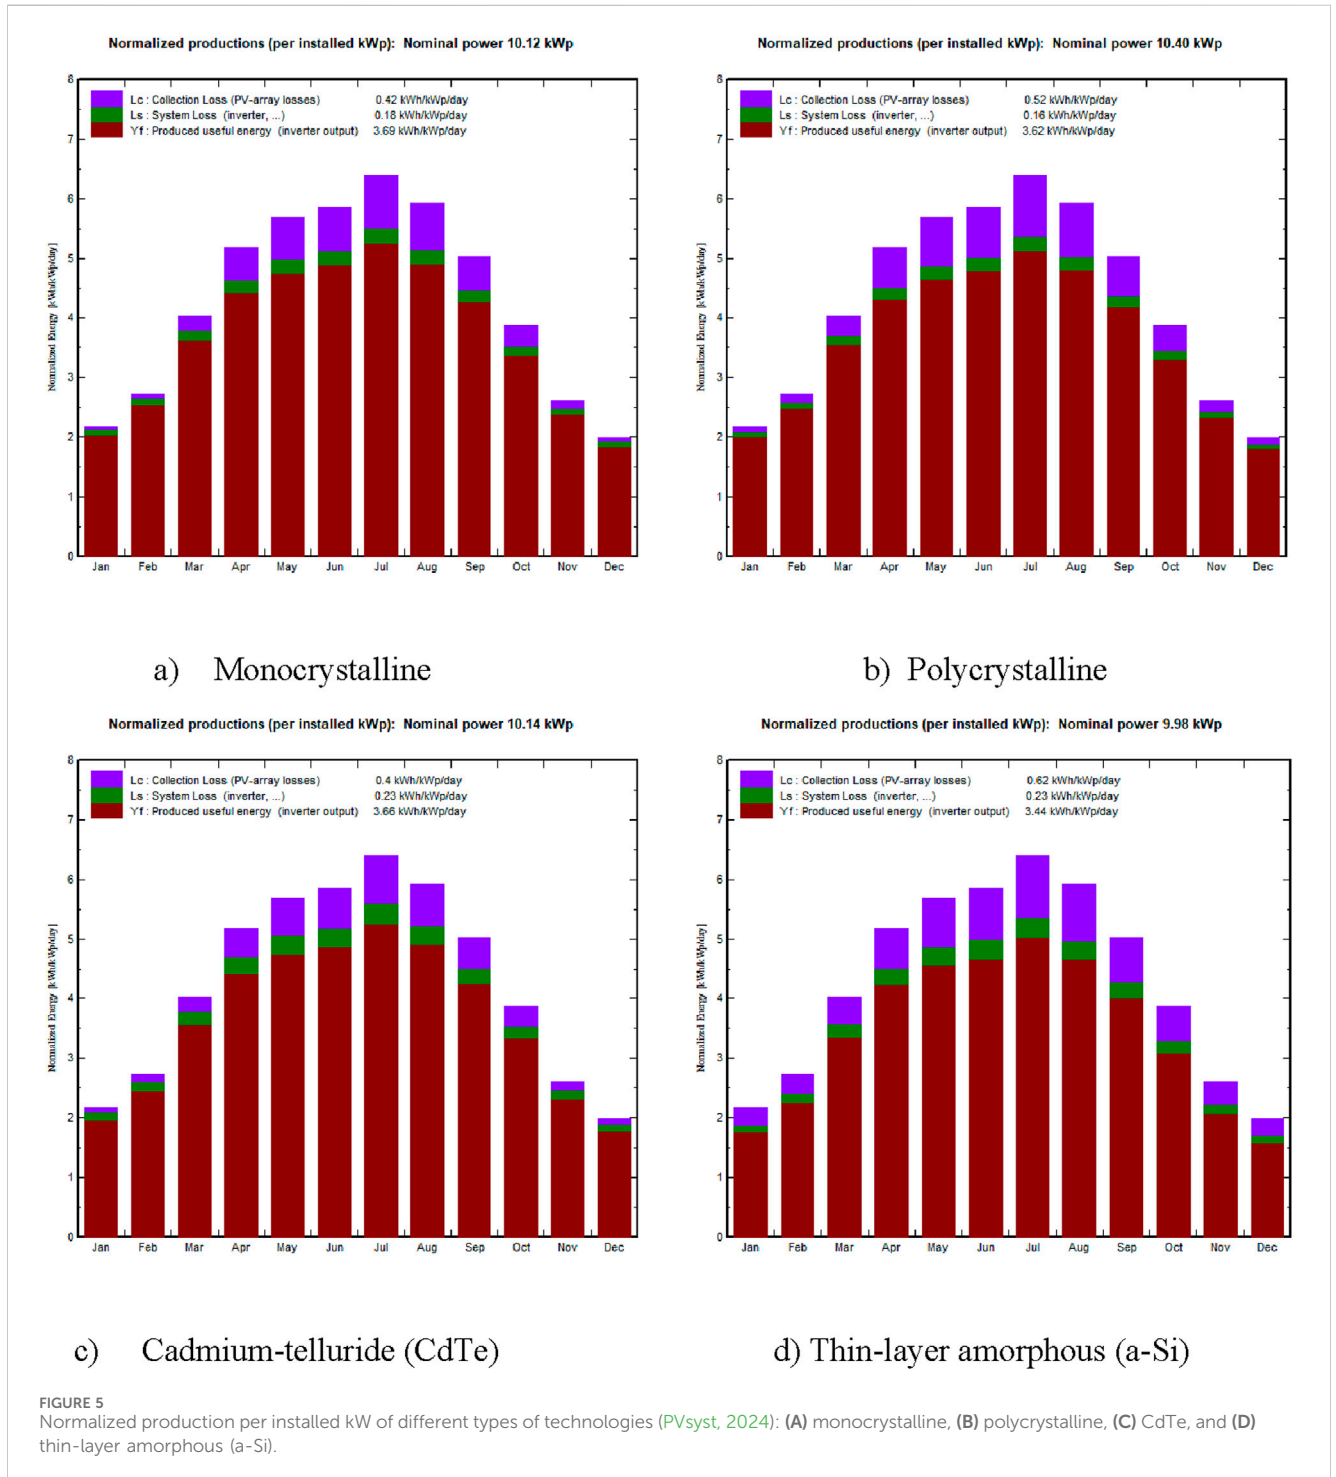 Normalized productions (per installed kWp): Nominal power 10.12 kWp
8
7
6
5
4
3
2
1
0
Normalized Energy [kWh/kWp/day]
Lc : Collection Loss (PV-array losses) 0.42 kWh/kWp/day
Ls : System Loss (inverter, ...) 0.18 kWh/kWp/day
Yf : Produced useful energy (inverter output) 3.69 kWh/kWp/day
Jan Feb Mar Apr May Jun Jul Aug Sep Oct Nov Dec
a) Monocrystalline
Normalized productions (per installed kWp): Nominal power 10.40 kWp
8
7
6
5
4
3
2
1
0
Normalized Energy [kWh/kWp/day]
Lc : Collection Loss (PV-array losses) 0.52 kWh/kWp/day
Ls : System Loss (inverter, ...) 0.16 kWh/kWp/day
Yf : Produced useful energy (inverter output) 3.62 kWh/kWp/day
Jan Feb Mar Apr May Jun Jul Aug Sep Oct Nov Dec
b) Polycrystalline
Normalized productions (per installed kWp): Nominal power 10.14 kWp
8
7
6
5
4
3
2
1
0
Normalized Energy [kWh/kWp/day]
Lc : Collection Loss (PV-array losses) 0.4 kWh/kWp/day
Ls : System Loss (inverter, ...) 0.23 kWh/kWp/day
Yf : Produced useful energy (inverter output) 3.66 kWh/kWp/day
Jan Feb Mar Apr May Jun Jul Aug Sep Oct Nov Dec
c) Cadmium-telluride (CdTe)
Normalized productions (per installed kWp): Nominal power 9.98 kWp
8
7
6
5
4
3
2
1
0
Normalized Energy [kWh/kWp/day]
Lc : Collection Loss (PV-array losses) 0.62 kWh/kWp/day
Ls : System Loss (inverter, ...) 0.23 kWh/kWp/day
Yf : Produced useful energy (inverter output) 3.44 kWh/kWp/day
Jan Feb Mar Apr May Jun Jul Aug Sep Oct Nov Dec
d) Thin-layer amorphous (a-Si)
FIGURE 5
Normalized production per installed kW of different types of technologies (PVsyst, 2024): (A) monocrystalline, (B) polycrystalline, (C) CdTe, and (D)
thin-layer amorphous (a-Si).